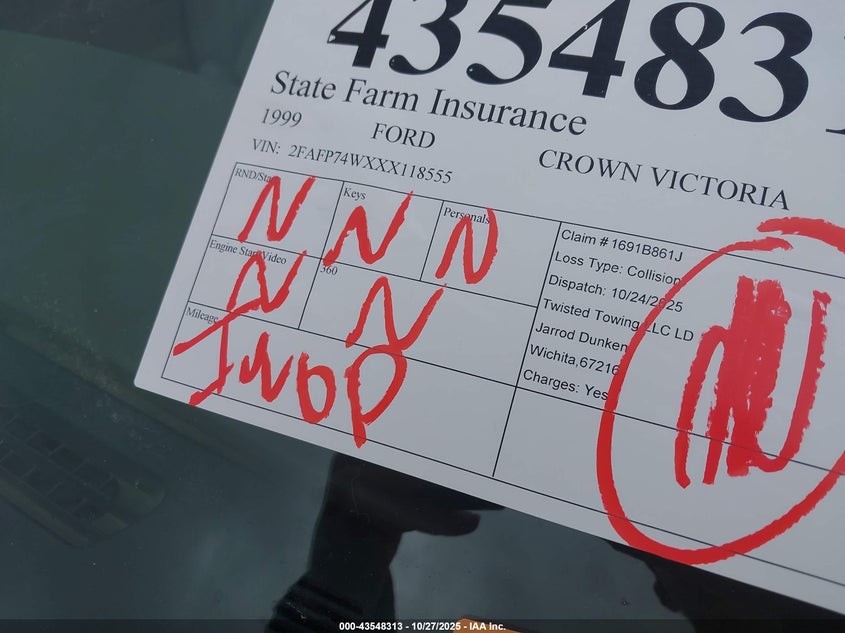 435483
State Farm Insurance
1999 FORD CROWN VICTORIA
VIN: 2FAFP74WXXX118555
RND/Sta N Keys N Personals N
Engine Start Video N 360 N
Mileage Inop
Claim # 1691B861J
Loss Type: Collision
Dispatch: 10/24/2025
Twisted Towing LLC LD
Jarrod Dunken
Wichita,67216
Charges: Yes
N
000-43548313 - 10/27/2025 - IAA Inc.